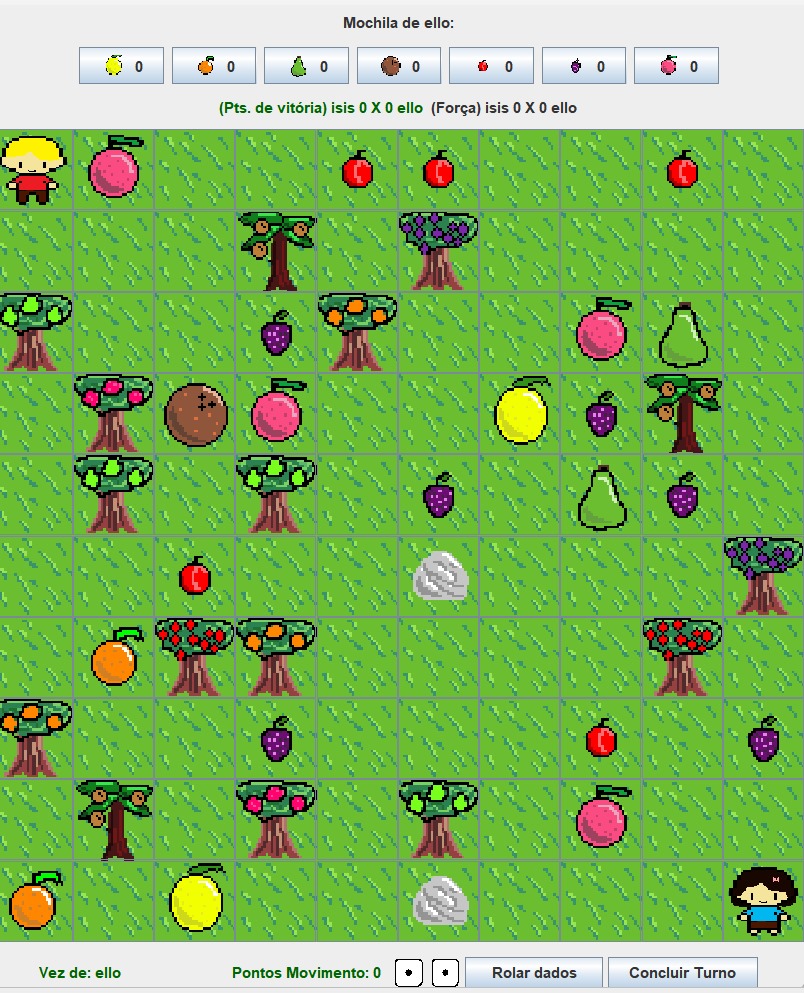 Mochila de ello:
0 0 0 0 0 0 0
(Pts. de vitória) isis 0 X 0 ello (Força) isis 0 X 0 ello
Vez de: ello Pontos Movimento: 0 Rolar dados Concluir Turno